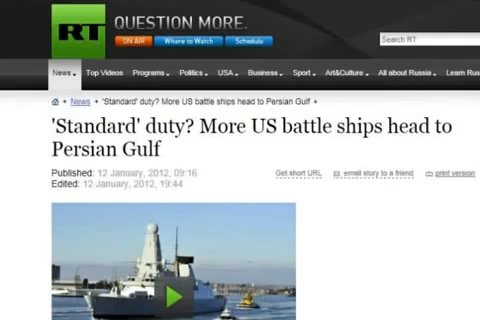 RT
QUESTION MORE.
ON AIR Where to Watch Schedule
Search RT
News Top Videos Programs Politics USA Business Sport Art&Culture All about Russia Learn Rus
News 'Standard' duty? More US battle ships head to Persian Gulf
'Standard' duty? More US battle ships head to
Persian Gulf
Published: 12 January, 2012, 09:16
Edited: 12 January, 2012, 19:44
Get short URL email story to a friend print version